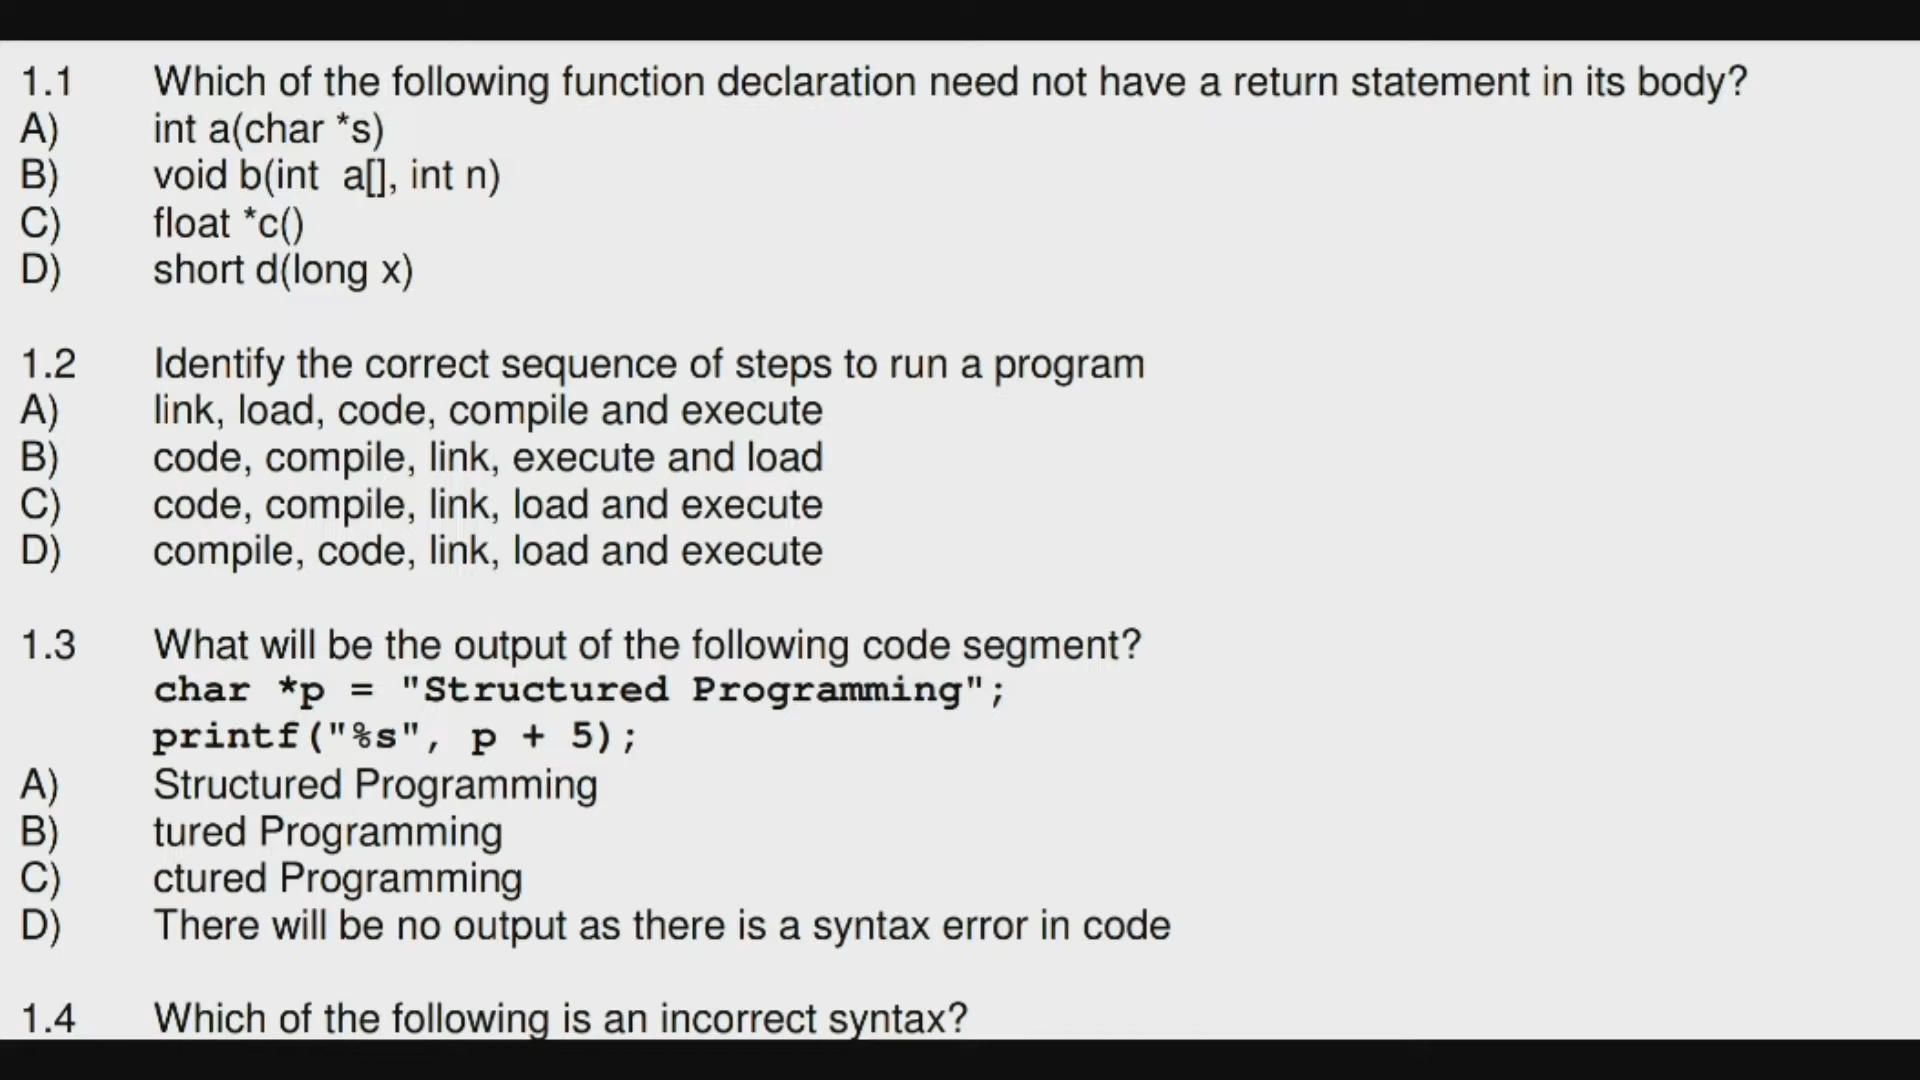 1.1 Which of the following function declaration need not have a return statement in its body?
A) int a(char *s)
B) void b(int  a[], int n)
C) float *c()
D) short d(long x)
1.2 Identify the correct sequence of steps to run a program
A) link, load, code, compile and execute
B) code, compile, link, execute and load
C) code, compile, link, load and execute
D) compile, code, link, load and execute
1.3 What will be the output of the following code segment?
char *p = "Structured Programming";
printf("%s", p + 5);
A) Structured Programming
B) tured Programming
C) ctured Programming
D) There will be no output as there is a syntax error in code
1.4 Which of the following is an incorrect syntax?